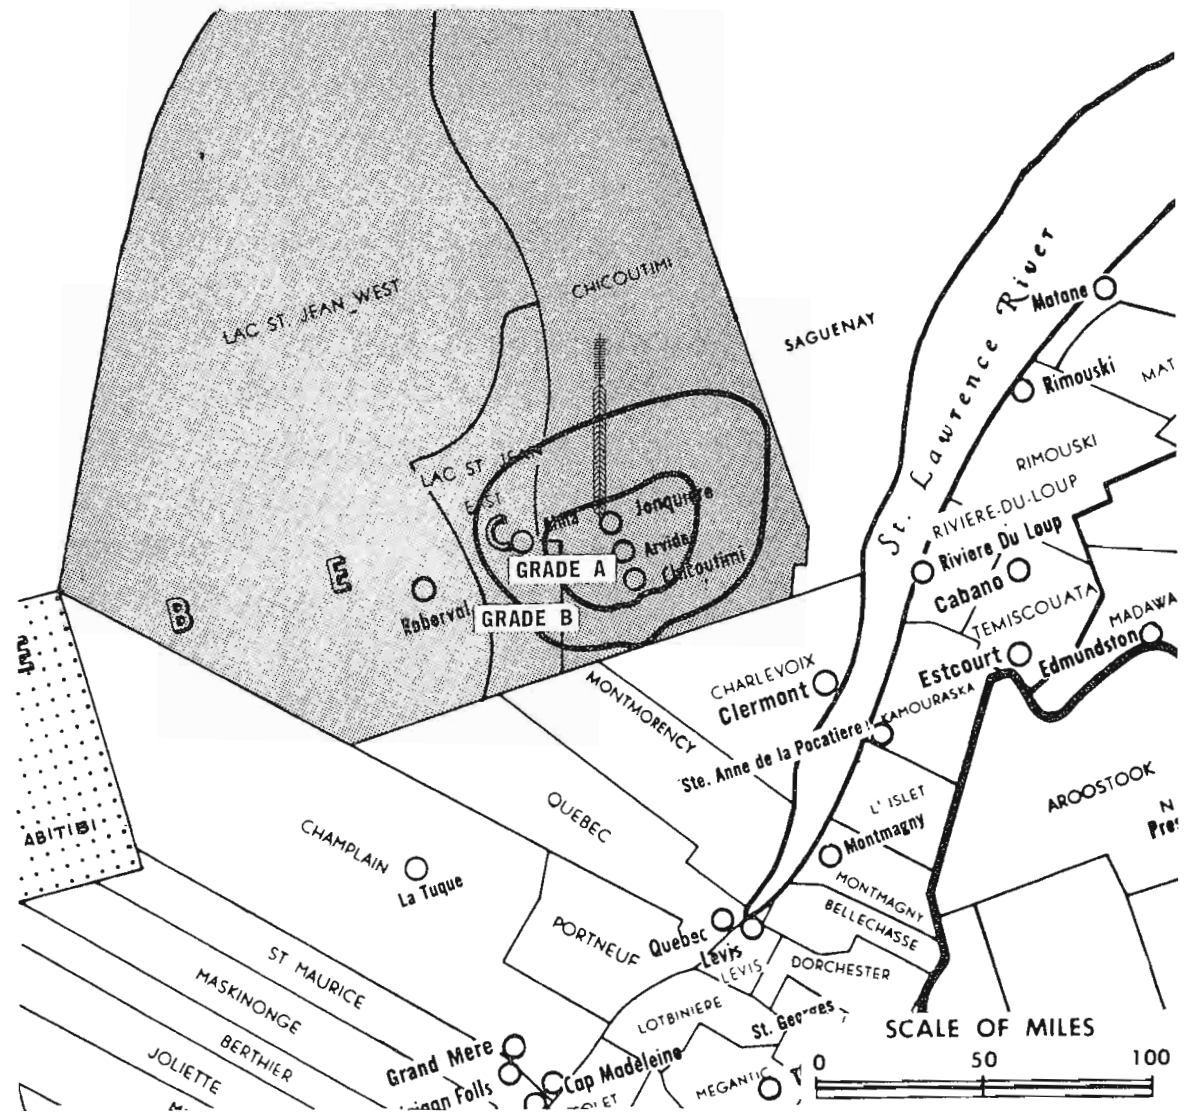 LAC ST. JEAN WEST
CHICOUTIMI
SAGUENAY
St. Lawrence River
Matane
Rimouski
MAT
RIMOUSKI
LAC ST. JEAN
EAST
Alma
Jonquiere
Arvida
Chicoutimi
GRADE A
GRADE B
RIVIERE-DU-LOUP
Riviere Du Loup
Cabano
TEMISCOUATA
MADAWA
Edmundston
Estcourt
E
B
Roberval
C
CHARLEVOIX
Clermont
KAMOURASKA
Ste. Anne de la Pocatiere
MONTMORENCY
AROOSTOOK
N
Pres
L'ISLET
Montmagny
QUEBEC
ABITIBI
CHAMPLAIN
La Tuque
MONTMAGNY
BELLECHASSE
PORTNEUF
Quebec
Levis
LEVIS
DORCHESTER
ST MAURICE
MASKINONGE
BERTHIER
JOLIETTE
LOTBINIERE
St. Georges
Grand Mere
Cap Madeleine
MEGANTIC
SCALE OF MILES
0 50 100